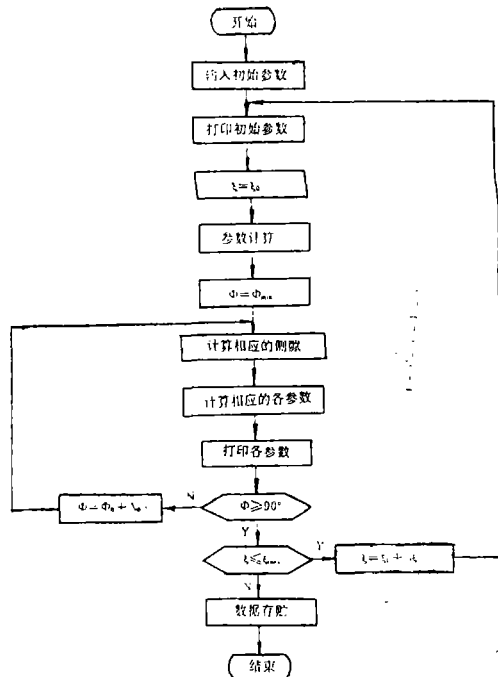 开始
输入初始参数
打印初始参数
ξ=ξ₀
参数计算
Φ=Φmin
计算相应的侧隙
计算相应的各参数
打印各参数
N
Φ≥90°
Y
Y
N
数据存贮
结束